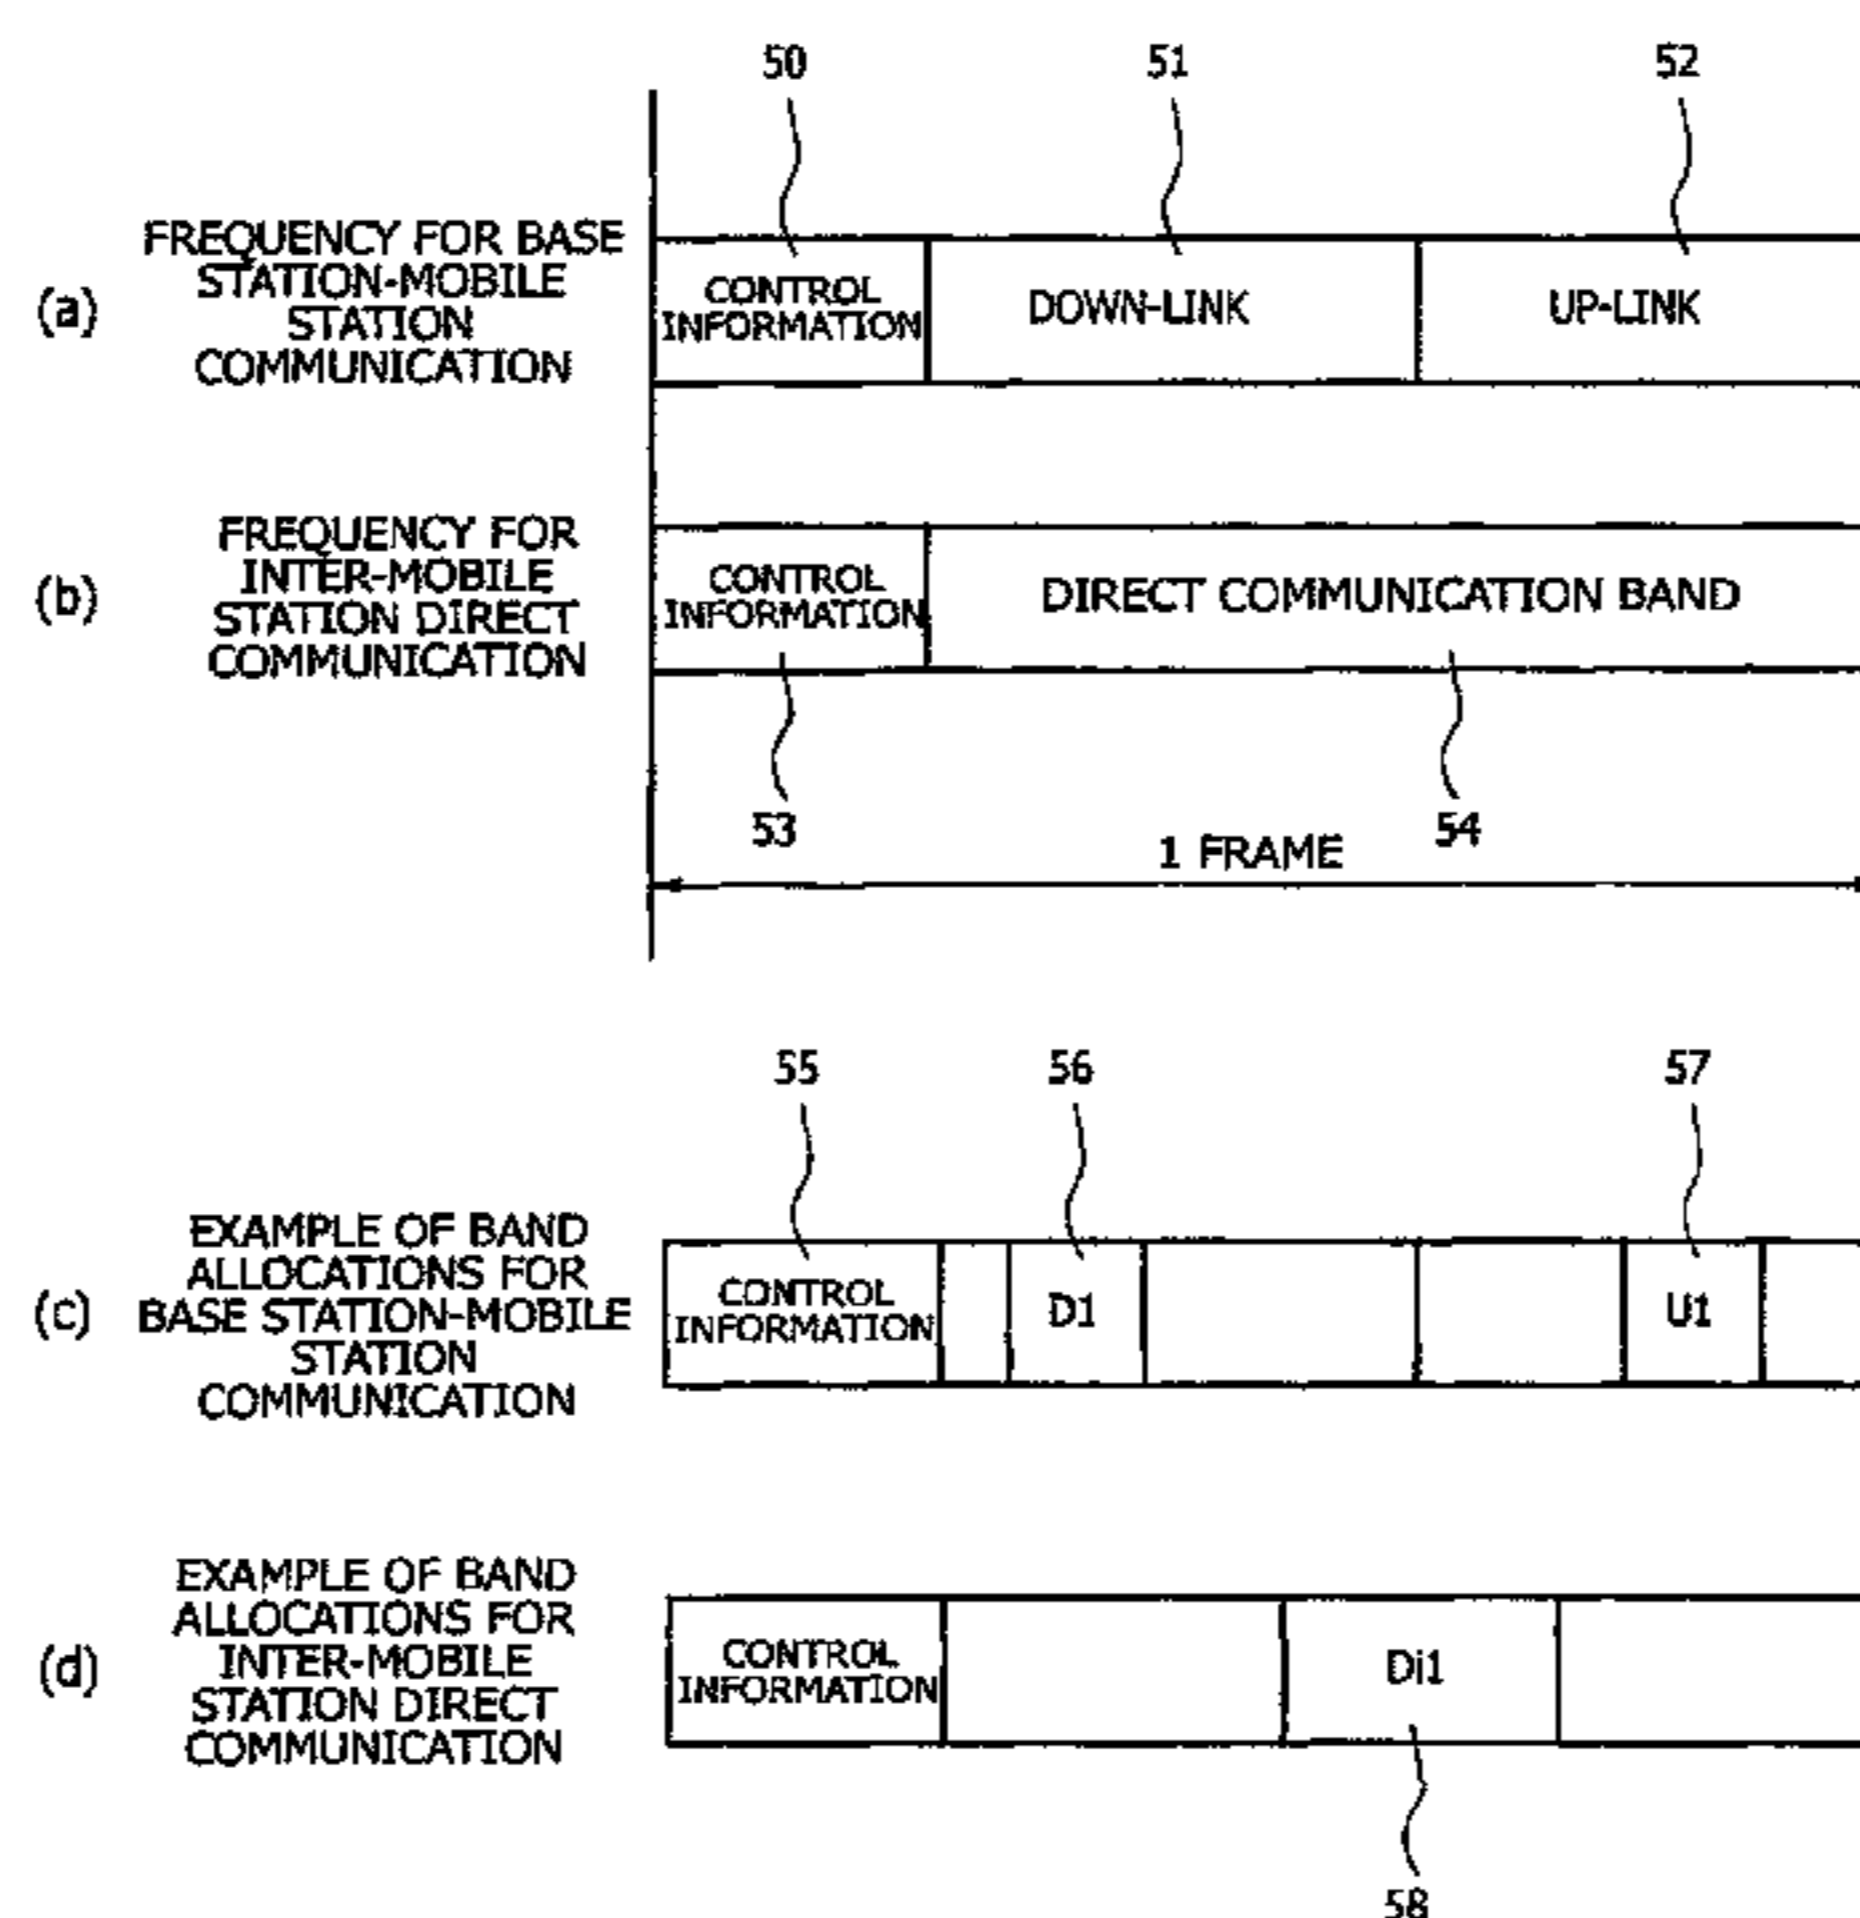 50 51 52
(a)
FREQUENCY FOR BASE
STATION-MOBILE
STATION
COMMUNICATION
CONTROL
INFORMATION
DOWN-LINK
UP-LINK
(b)
FREQUENCY FOR
INTER-MOBILE
STATION DIRECT
COMMUNICATION
CONTROL
INFORMATION
DIRECT COMMUNICATION BAND
53 54
1 FRAME
55 56 57
(c)
EXAMPLE OF BAND
ALLOCATIONS FOR
BASE STATION-MOBILE
STATION
COMMUNICATION
CONTROL
INFORMATION
D1
U1
(d)
EXAMPLE OF BAND
ALLOCATIONS FOR
INTER-MOBILE
STATION DIRECT
COMMUNICATION
CONTROL
INFORMATION
Di1
58